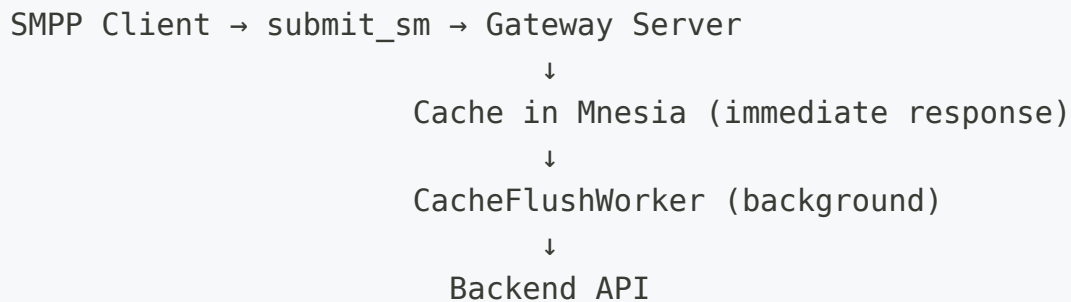 SMPP Client → submit_sm → Gateway Server
↓
Cache in Mnesia (immediate response)
↓
CacheFlushWorker (background)
↓
Backend API